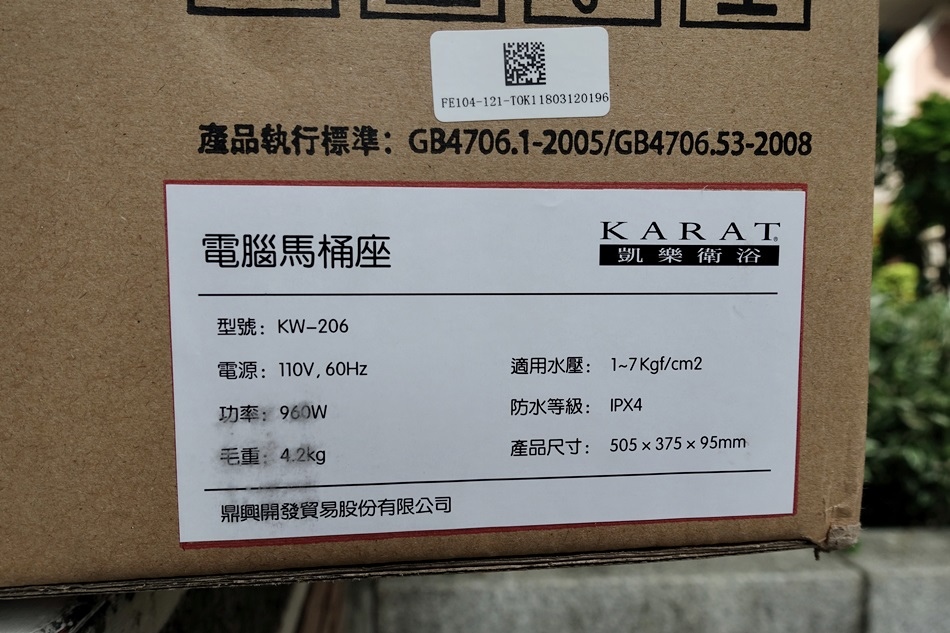 FE104-121-TOK11803120196
產品執行標準：GB4706.1-2005/GB4706.53-2008
電腦馬桶座
KARAT
凱樂衛浴
型號：KW-206
電源：110V, 60Hz
適用水壓：1~7Kgf/cm2
功率：960W
防水等級：IPX4
毛重：4.2kg
產品尺寸：505×375×95mm
鼎興開發貿易股份有限公司